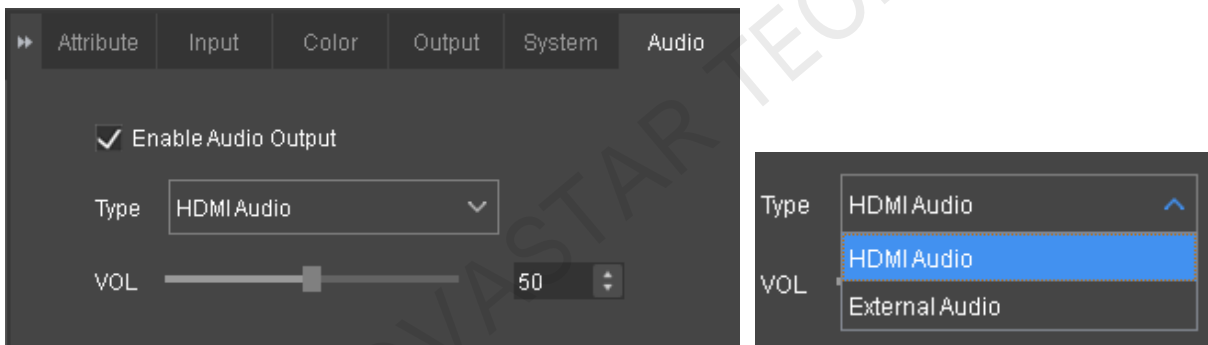 Attribute Input Color Output System Audio
Enable Audio Output
Type HDMI Audio
VOL 50
Type HDMI Audio
HDMI Audio
VOL
External Audio